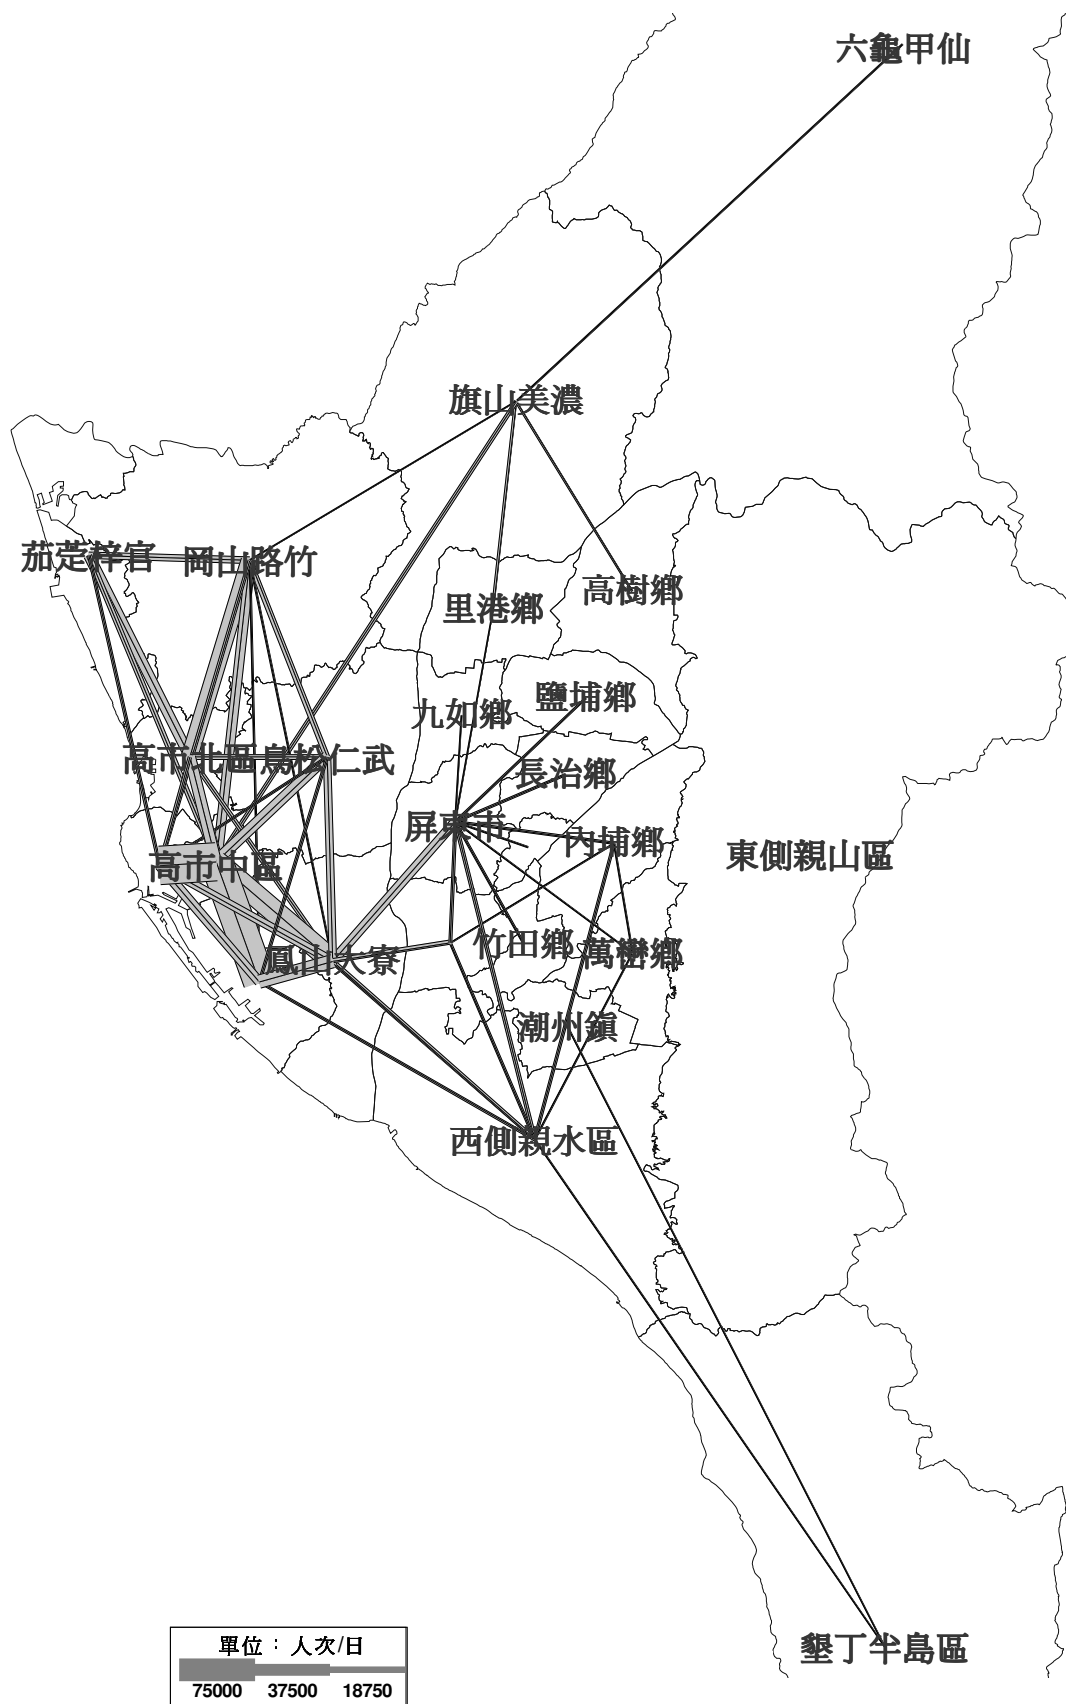 六龜甲仙
旗山美濃
茄萣梓官
岡山路竹
高樹鄉
里港鄉
鹽埔鄉
九如鄉
高市北區
鳥松仁武
長治鄉
屏東市
內埔鄉
東側親山區
高市中區
竹田鄉
萬巒鄉
鳳山大寮
潮州鎮
西側親水區
墾丁半島區
單位：人次/日
75000 37500 18750